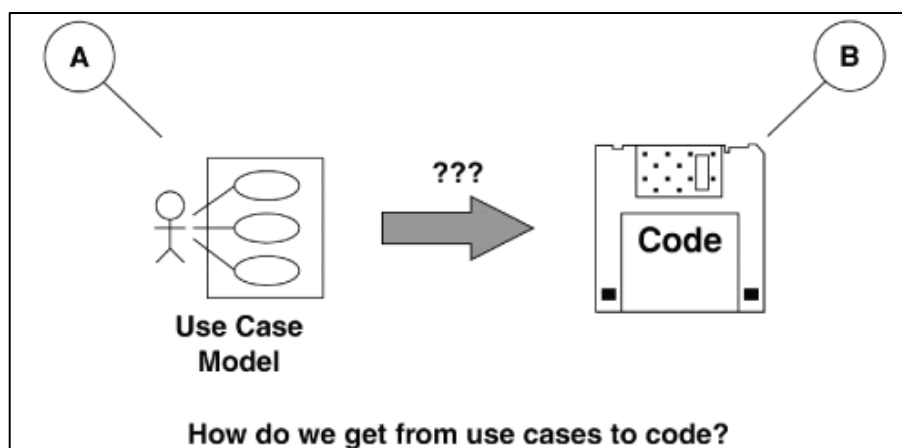 A
B
???
Code
Use Case
Model
How do we get from use cases to code?